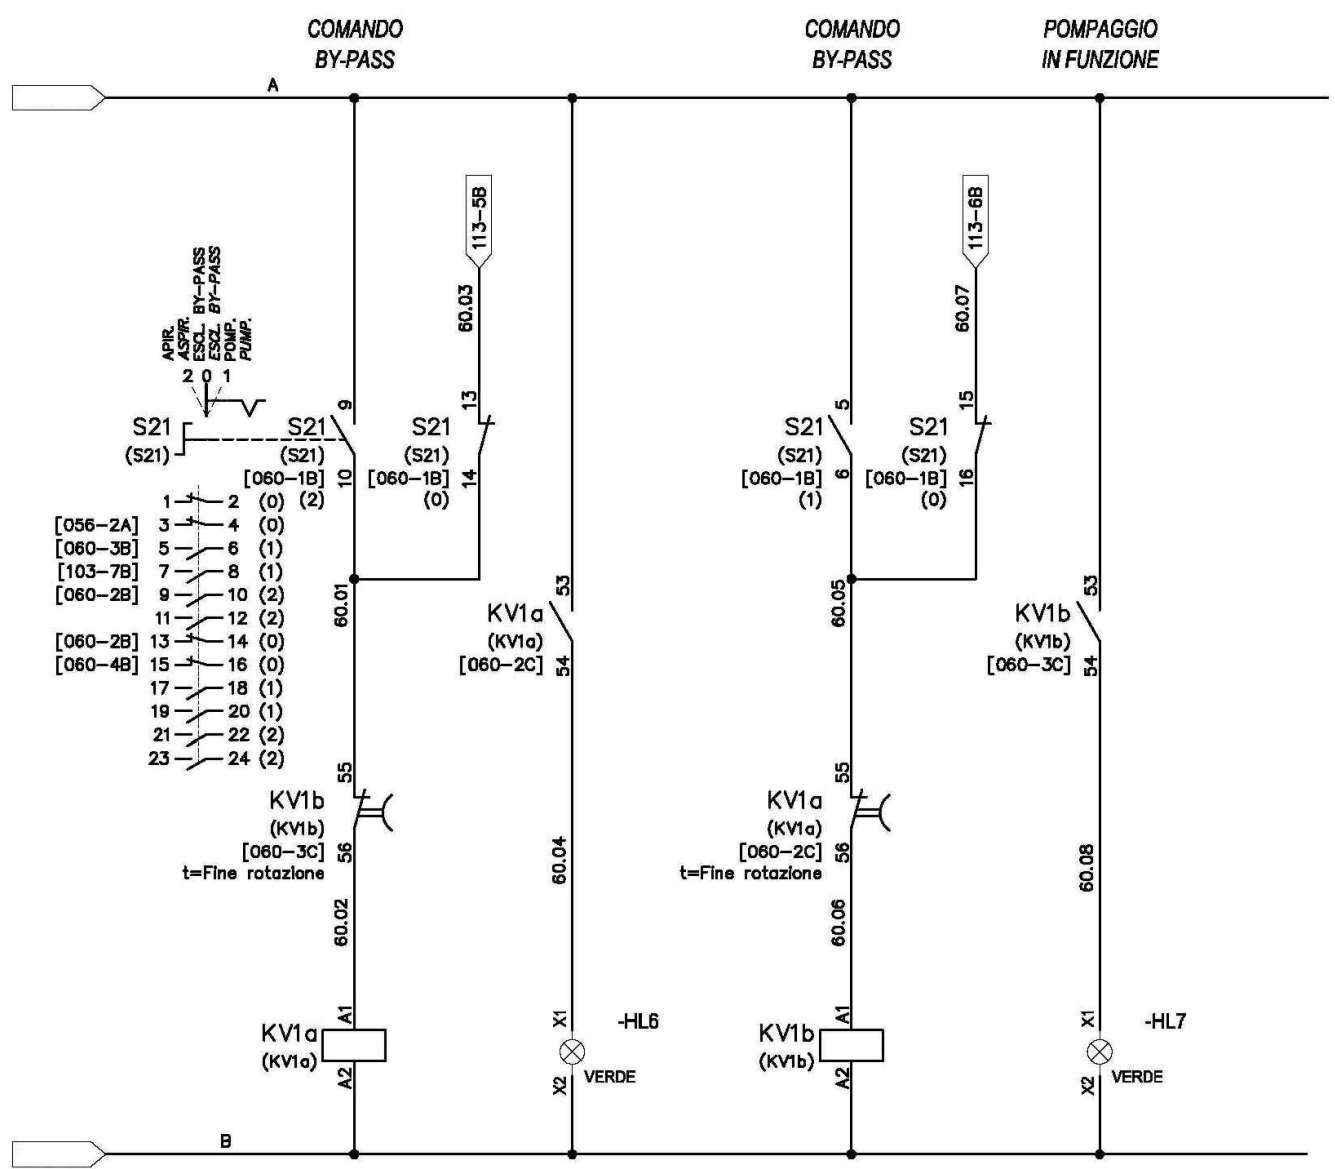 COMANDO
BY-PASS
COMANDO
BY-PASS
POMPAGGIO
IN FUNZIONE
A
113-5B
113-6B
60.03
60.07
APIR.
ASPIR.
ESCL. BY-PASS
ESCL. BY-PASS
POMP.
PUMP.
2 0 1
S21
(S21)
9
S21
(S21)
[060-1B]
(2)
10
13
S21
(S21)
[060-1B]
(0)
14
5
S21
(S21)
[060-1B]
(1)
6
15
S21
(S21)
[060-1B]
(0)
16
1 2 (0)
[056-2A] 3 4 (0)
[060-3B] 5 6 (1)
[103-7B] 7 8 (1)
[060-2B] 9 10 (2)
11 12 (2)
[060-2B] 13 14 (0)
[060-4B] 15 16 (0)
17 18 (1)
19 20 (1)
21 22 (2)
23 24 (2)
60.01
53
KV1a
(KV1a)
[060-2C]
54
60.05
53
KV1b
(KV1b)
[060-3C]
54
55
KV1b
(KV1b)
[060-3C]
56
t=Fine rotazione
60.04
55
KV1a
(KV1a)
[060-2C]
56
t=Fine rotazione
60.08
60.02
60.06
A1
KV1a
(KV1a)
A2
X1
-HL6
X2
VERDE
A1
KV1b
(KV1b)
A2
X1
-HL7
X2
VERDE
B